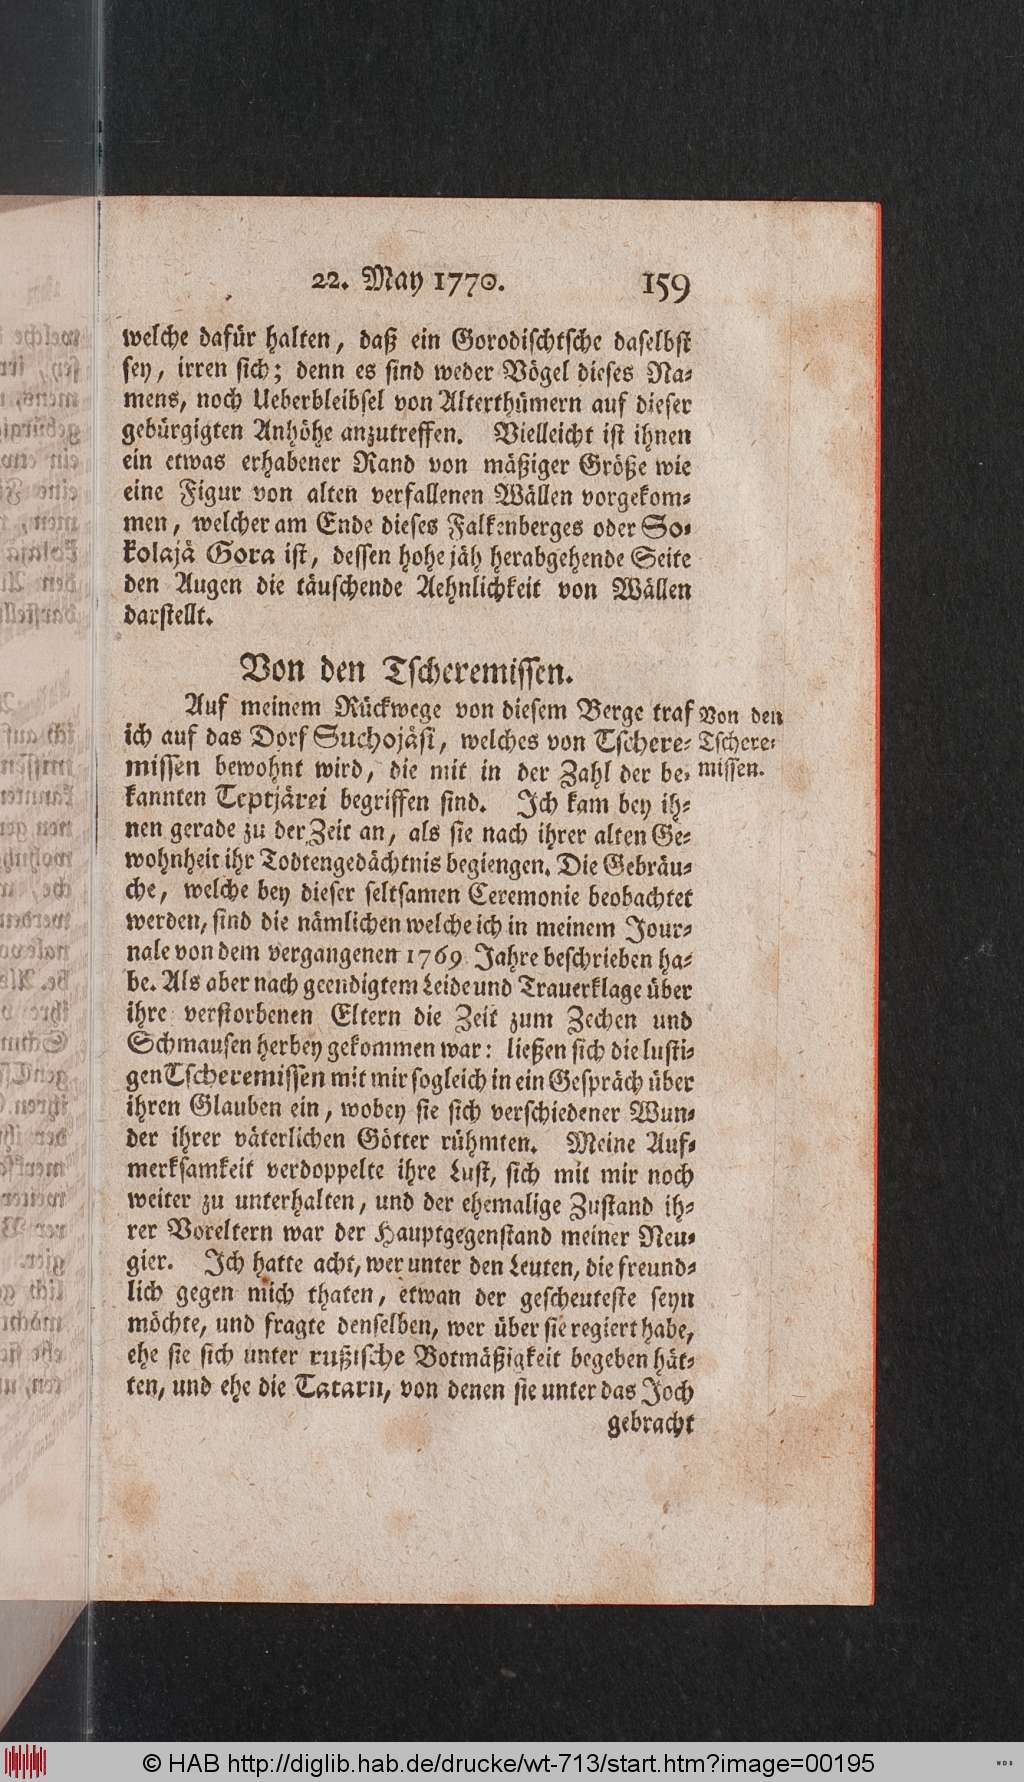 22. May 1770. 159
welche dafür halten, daß ein Gorodischtsche daselbst
sey, irren sich; denn es sind weder Vögel dieses Na-
mens, noch Ueberbleibsel von Alterthümern auf dieser
gebürgigten Anhöhe anzutreffen. Vielleicht ist ihnen
ein etwas erhabener Rand von mäßiger Größe wie
eine Figur von alten verfallenen Wällen vorgekom-
men, welcher am Ende dieses Falkenberges oder So-
kolajä Gora ist, dessen hohe jäh herabgehende Seite
den Augen die täuschende Aehnlichkeit von Wällen
darstellt.
Von den Tscheremissen.
Auf meinem Rückwege von diesem Berge traf
ich auf das Dorf Suchojäsi, welches von Tschere-
missen bewohnt wird, die mit in der Zahl der be-
kannten Teptjärei begriffen sind. Ich kam bey ih-
nen gerade zu der Zeit an, als sie nach ihrer alten Ge-
wohnheit ihr Todtengedächtnis begiengen. Die Gebräu-
che, welche bey dieser seltsamen Ceremonie beobachtet
werden, sind die nämlichen welche ich in meinem Jour-
nale von dem vergangenen 1769 Jahre beschrieben ha-
be. Als aber nach geendigtem Leide und Trauerklage über
ihre verstorbenen Eltern die Zeit zum Zechen und
Schmausen herbey gekommen war: ließen sich die lusti-
gen Tscheremissen mit mir sogleich in ein Gespräch über
ihren Glauben ein, wobey sie sich verschiedener Wun-
der ihrer väterlichen Götter rühmten. Meine Auf-
merksamkeit verdoppelte ihre Lust, sich mit mir noch
weiter zu unterhalten, und der ehemalige Zustand ih-
rer Voreltern war der Hauptgegenstand meiner Neu-
gier. Ich hatte acht, wer unter den Leuten, die freund-
lich gegen mich thaten, etwan der gescheuteste seyn
möchte, und fragte denselben, wer über sie regiert habe,
ehe sie sich unter rußische Botmäßigkeit begeben hät-
ten, und ehe die Tatarn, von denen sie unter das Joch
gebracht
Von den
Tschere-
missen.
© HAB http://diglib.hab.de/drucke/wt-713/start.htm?image=00195